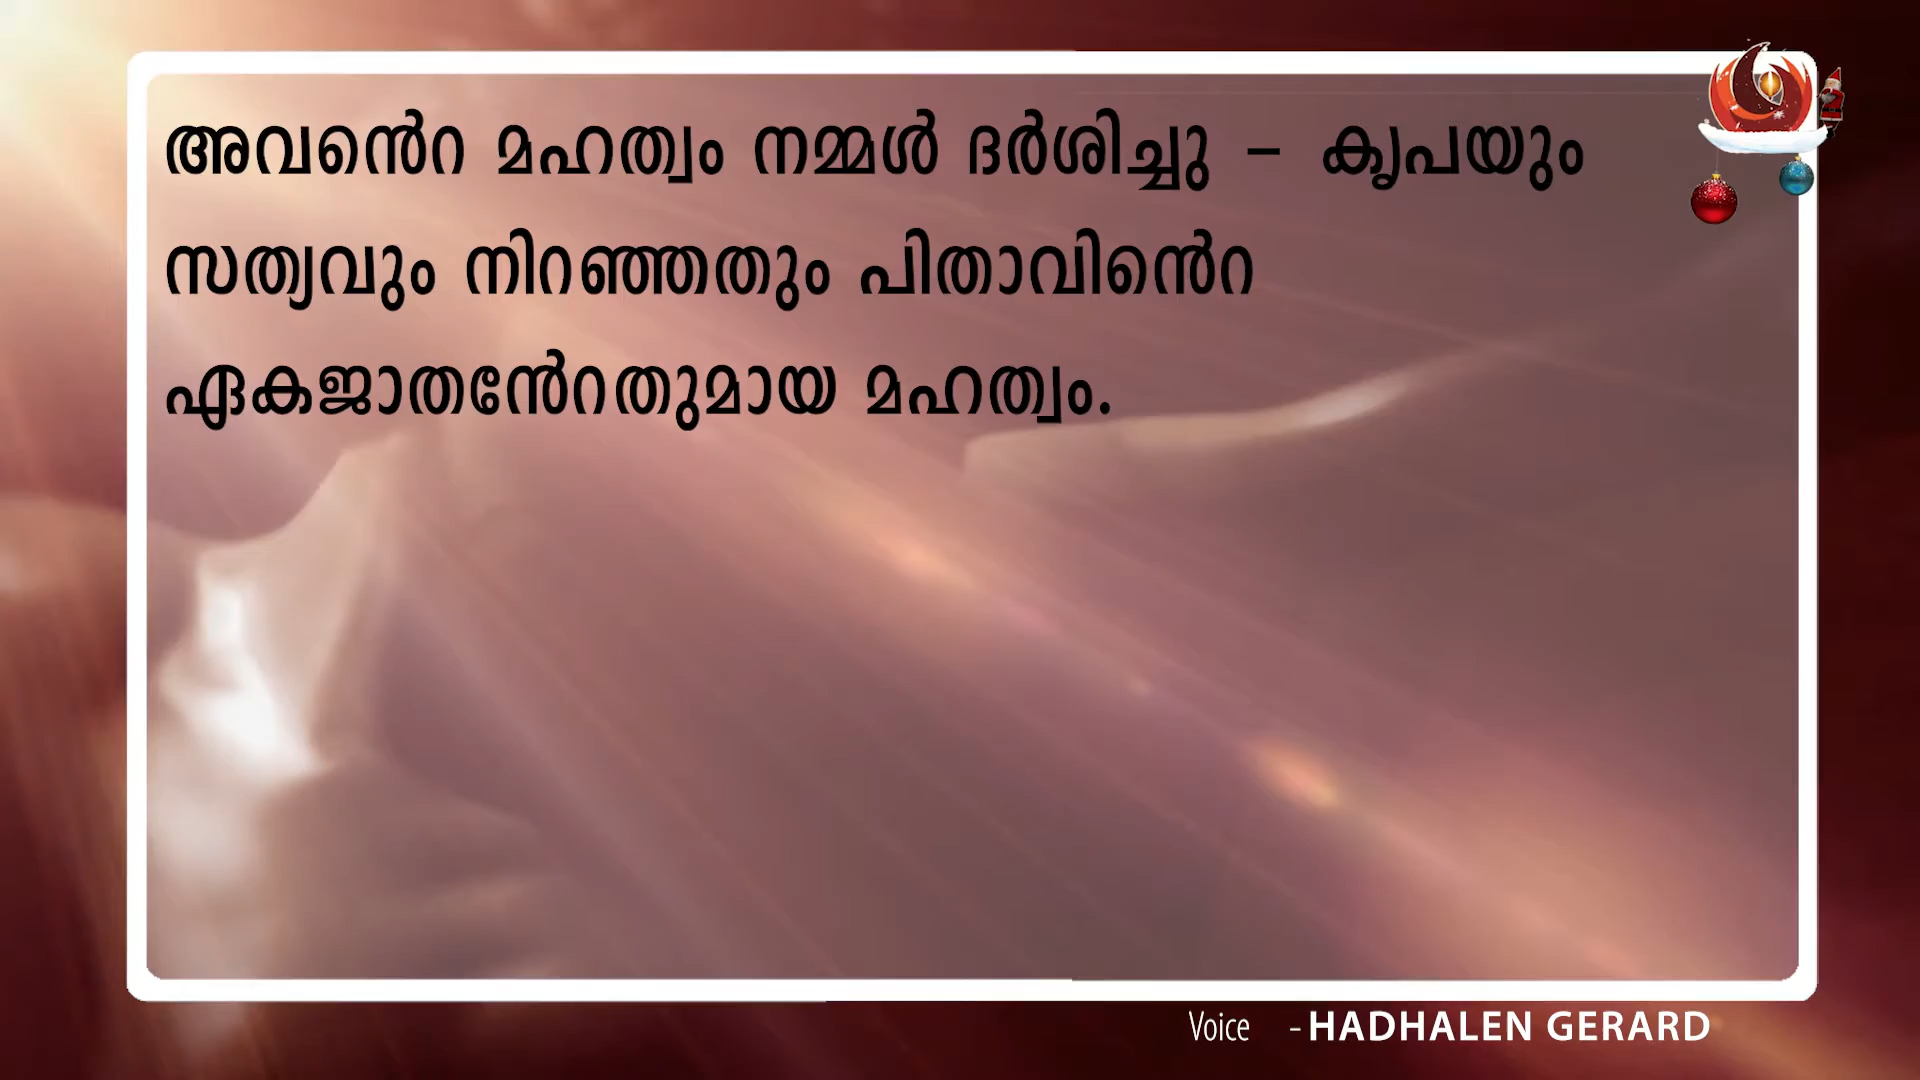 അവൻെറ മഹത്വം നമ്മൾ ദർശിച്ചു - കൃപയും
സത്യവും നിറഞ്ഞതും പിതാവിൻെറ
ഏകജാതൻേറതുമായ മഹത്വം.
Voice - HADHALEN GERARD